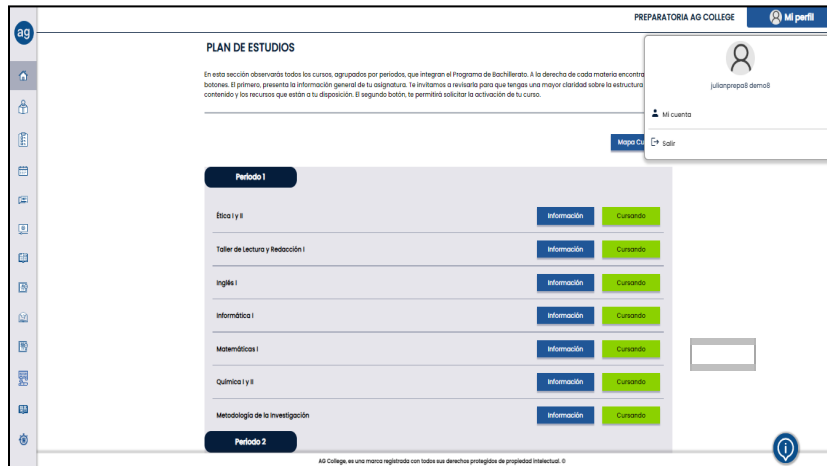 PREPARATORIA AG COLLEGE
Mi perfil
ag
PLAN DE ESTUDIOS
En esta sección observarás todos los cursos, agrupados por periodos, que integran el Programa de Bachillerato. A la derecha de cada materia encontra
botones. El primero, presenta la información general de tu asignatura. Te invitamos a revisarla para que tengas una mayor claridad sobre la estructura
contenido y los recursos que están a tu disposición. El segundo botón, te permitirá solicitar la activación de tu curso.
julianprepa8 demo8
Mi cuenta
Salir
Mapa Cu
Periodo 1
Ética I y II Información Cursando
Taller de Lectura y Redacción I Información Cursando
Inglés I Información Cursando
Informática I Información Cursando
Matemáticas I Información Cursando
Química I y II Información Cursando
Metodología de la Investigación Información Cursando
Periodo 2
AG College, es una marca registrada con todos sus derechos protegidos de propiedad intelectual. ©